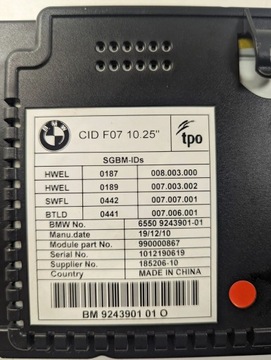 BMW
CID F07 10.25"
tpo
SGBM-IDs
HWEL 0187 008.003.000
HWEL 0189 007.003.002
SWFL 0442 007.007.001
BTLD 0441 007.006.001
BMW No. 6550 9243901-01
Manu.date 19/12/10
Module part No. 990000867
Serial No. 1012190619
Supplier No. 185206-10
Country MADE IN CHINA
BM 9243901 01 O